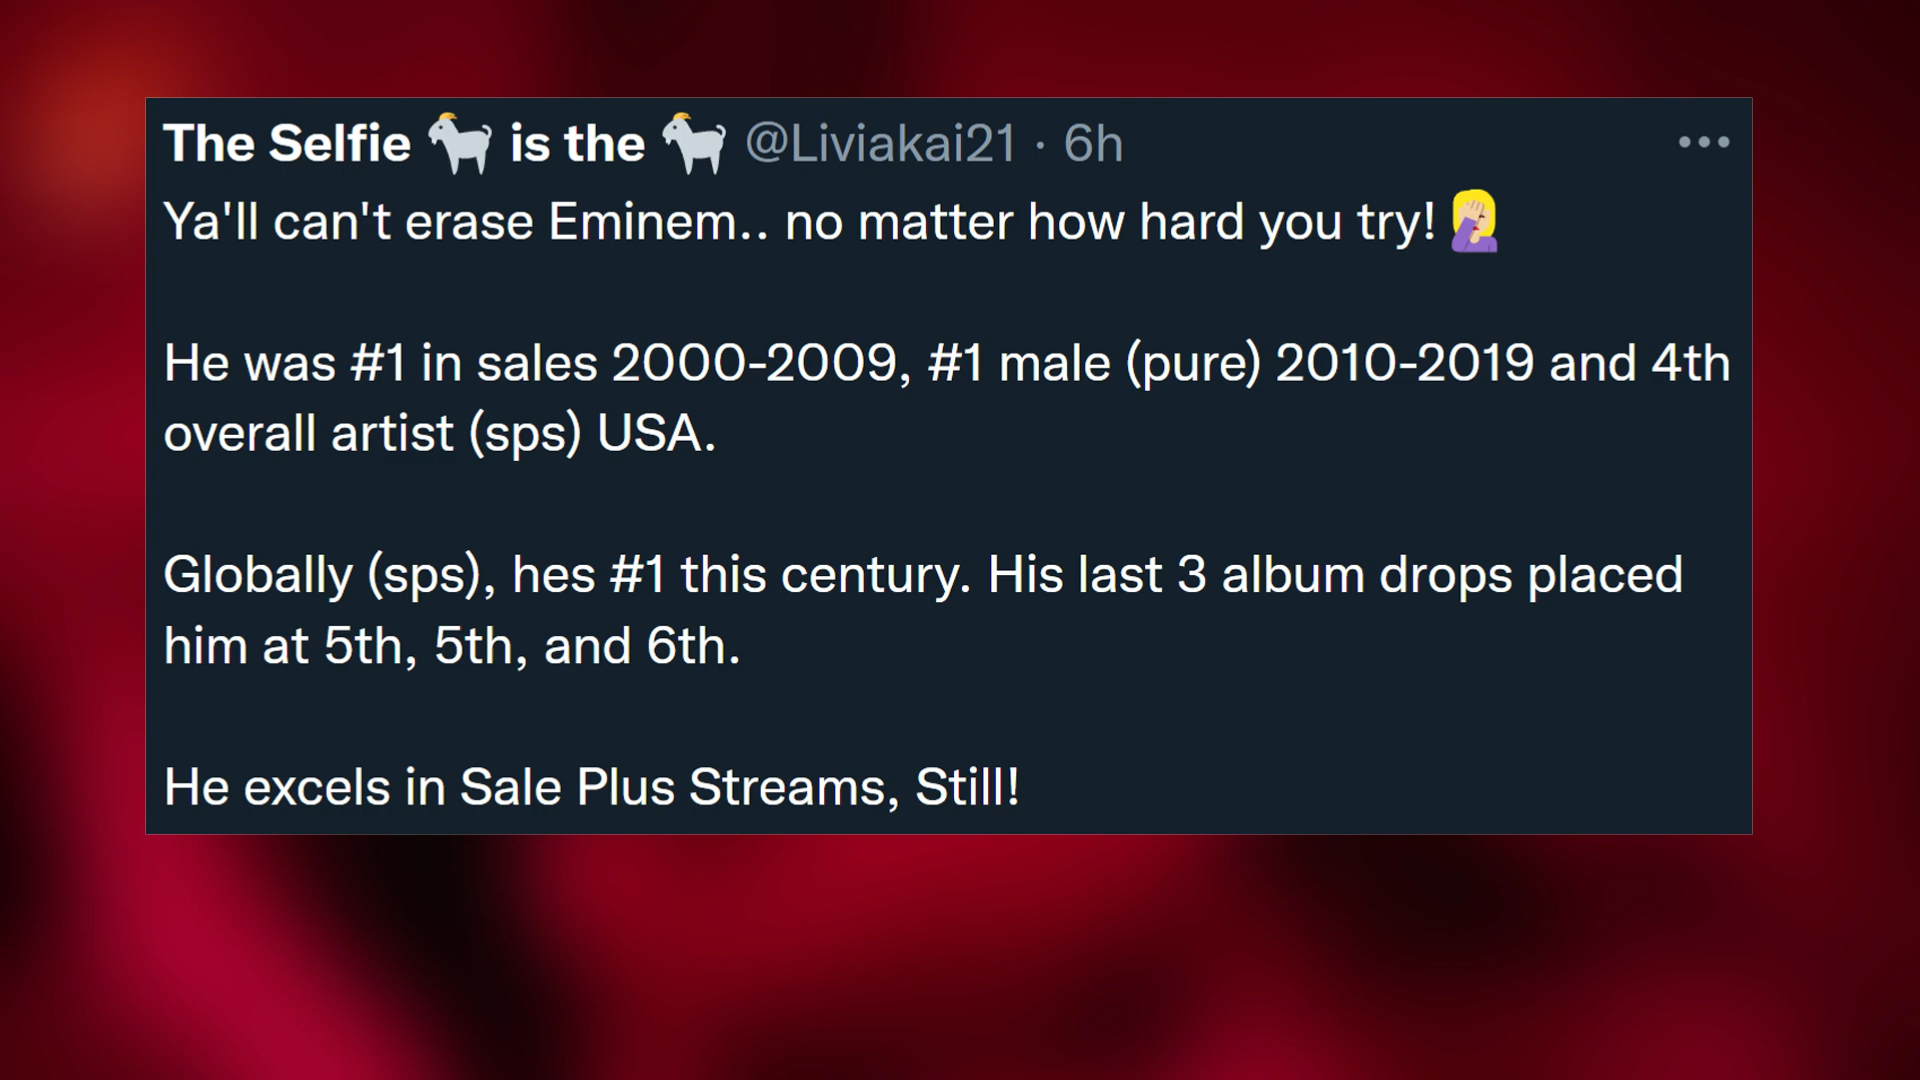 The Selfie 🐐 is the 🐐 @Liviakai21 · 6h
Ya'll can't erase Eminem.. no matter how hard you try! 🤦🏼‍♀️
He was #1 in sales 2000-2009, #1 male (pure) 2010-2019 and 4th
overall artist (sps) USA.
Globally (sps), hes #1 this century. His last 3 album drops placed
him at 5th, 5th, and 6th.
He excels in Sale Plus Streams, Still!